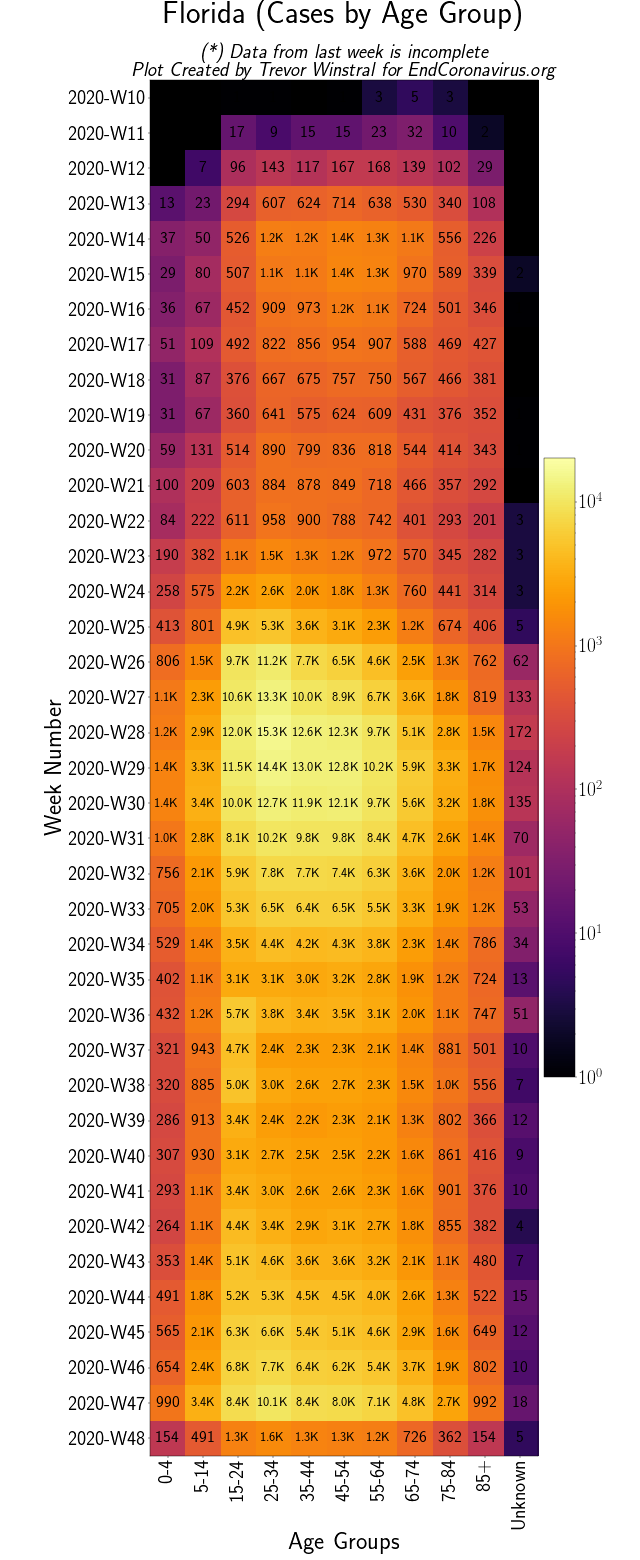 Florida (Cases by Age Group)
(*) Data from last week is incomplete
Plot Created by Trevor Winstral for EndCoronavirus.org
2020-W10 3 5 3
2020-W11 17 9 15 15 23 32 10 2
2020-W12 7 96 143 117 167 168 139 102 29
2020-W13 13 23 294 607 624 714 638 530 340 108
2020-W14 37 50 526 1.2K 1.2K 1.4K 1.3K 1.1K 556 226
2020-W15 29 80 507 1.1K 1.1K 1.4K 1.3K 970 589 339 2
2020-W16 36 67 452 909 973 1.2K 1.1K 724 501 346
2020-W17 51 109 492 822 856 954 907 588 469 427
2020-W18 31 87 376 667 675 757 750 567 466 381
2020-W19 31 67 360 641 575 624 609 431 376 352
2020-W20 59 131 514 890 799 836 818 544 414 343
2020-W21 100 209 603 884 878 849 718 466 357 292
2020-W22 84 222 611 958 900 788 742 401 293 201 3
2020-W23 190 382 1.1K 1.5K 1.3K 1.2K 972 570 345 282 3
2020-W24 258 575 2.2K 2.6K 2.0K 1.8K 1.3K 760 441 314 3
2020-W25 413 801 4.9K 5.3K 3.6K 3.1K 2.3K 1.2K 674 406 5
2020-W26 806 1.5K 9.7K 11.2K 7.7K 6.5K 4.6K 2.5K 1.3K 762 62
2020-W27 1.1K 2.3K 10.6K 13.3K 10.0K 8.9K 6.7K 3.6K 1.8K 819 133
2020-W28 1.2K 2.9K 12.0K 15.3K 12.6K 12.3K 9.7K 5.1K 2.8K 1.5K 172
2020-W29 1.4K 3.3K 11.5K 14.4K 13.0K 12.8K 10.2K 5.9K 3.3K 1.7K 124
2020-W30 1.4K 3.4K 10.0K 12.7K 11.9K 12.1K 9.7K 5.6K 3.2K 1.8K 135
2020-W31 1.0K 2.8K 8.1K 10.2K 9.8K 9.8K 8.4K 4.7K 2.6K 1.4K 70
2020-W32 756 2.1K 5.9K 7.8K 7.7K 7.4K 6.3K 3.6K 2.0K 1.2K 101
2020-W33 705 2.0K 5.3K 6.5K 6.4K 6.5K 5.5K 3.3K 1.9K 1.2K 53
2020-W34 529 1.4K 3.5K 4.4K 4.2K 4.3K 3.8K 2.3K 1.4K 786 34
2020-W35 402 1.1K 3.1K 3.1K 3.0K 3.2K 2.8K 1.9K 1.2K 724 13
2020-W36 432 1.2K 5.7K 3.8K 3.4K 3.5K 3.1K 2.0K 1.1K 747 51
2020-W37 321 943 4.7K 2.4K 2.3K 2.3K 2.1K 1.4K 881 501 10
2020-W38 320 885 5.0K 3.0K 2.6K 2.7K 2.3K 1.5K 1.0K 556 7
2020-W39 286 913 3.4K 2.4K 2.2K 2.3K 2.1K 1.3K 802 366 12
2020-W40 307 930 3.1K 2.7K 2.5K 2.5K 2.2K 1.6K 861 416 9
2020-W41 293 1.1K 3.4K 3.0K 2.6K 2.6K 2.3K 1.6K 901 376 10
2020-W42 264 1.1K 4.4K 3.4K 2.9K 3.1K 2.7K 1.8K 855 382 4
2020-W43 353 1.4K 5.1K 4.6K 3.6K 3.6K 3.2K 2.1K 1.1K 480 7
2020-W44 491 1.8K 5.2K 5.3K 4.5K 4.5K 4.0K 2.6K 1.3K 522 15
2020-W45 565 2.1K 6.3K 6.6K 5.4K 5.1K 4.6K 2.9K 1.6K 649 12
2020-W46 654 2.4K 6.8K 7.7K 6.4K 6.2K 5.4K 3.7K 1.9K 802 10
2020-W47 990 3.4K 8.4K 10.1K 8.4K 8.0K 7.1K 4.8K 2.7K 992 18
2020-W48 154 491 1.3K 1.6K 1.3K 1.3K 1.2K 726 362 154 5
0-4 5-14 15-24 25-34 35-44 45-54 55-64 65-74 75-84 85+ Unknown
Age Groups
Week Number
10⁴
10³
10²
10¹
10⁰